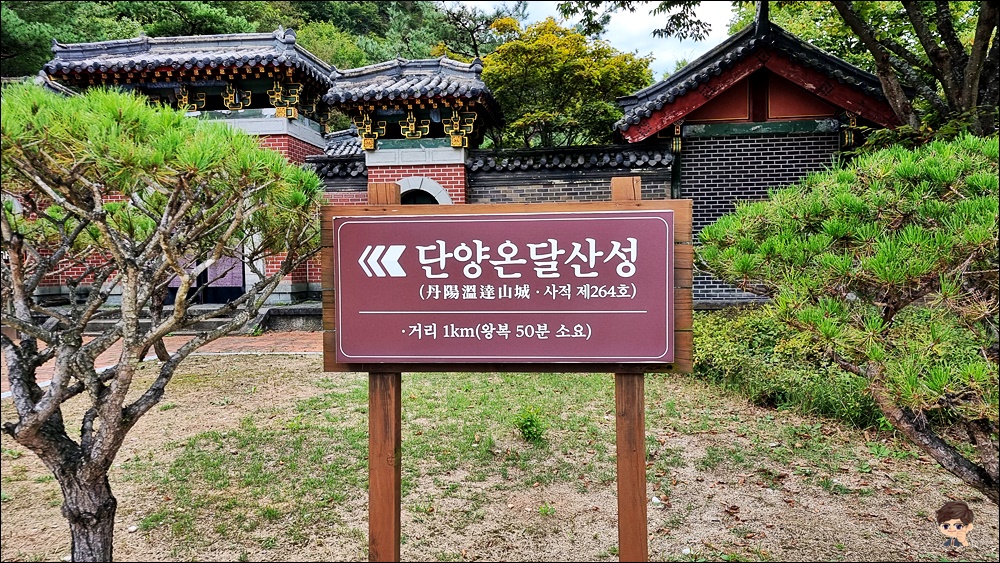 단양온달산성
(丹陽溫達山城 · 사적 제264호)
·거리 1km(왕복 50분 소요)